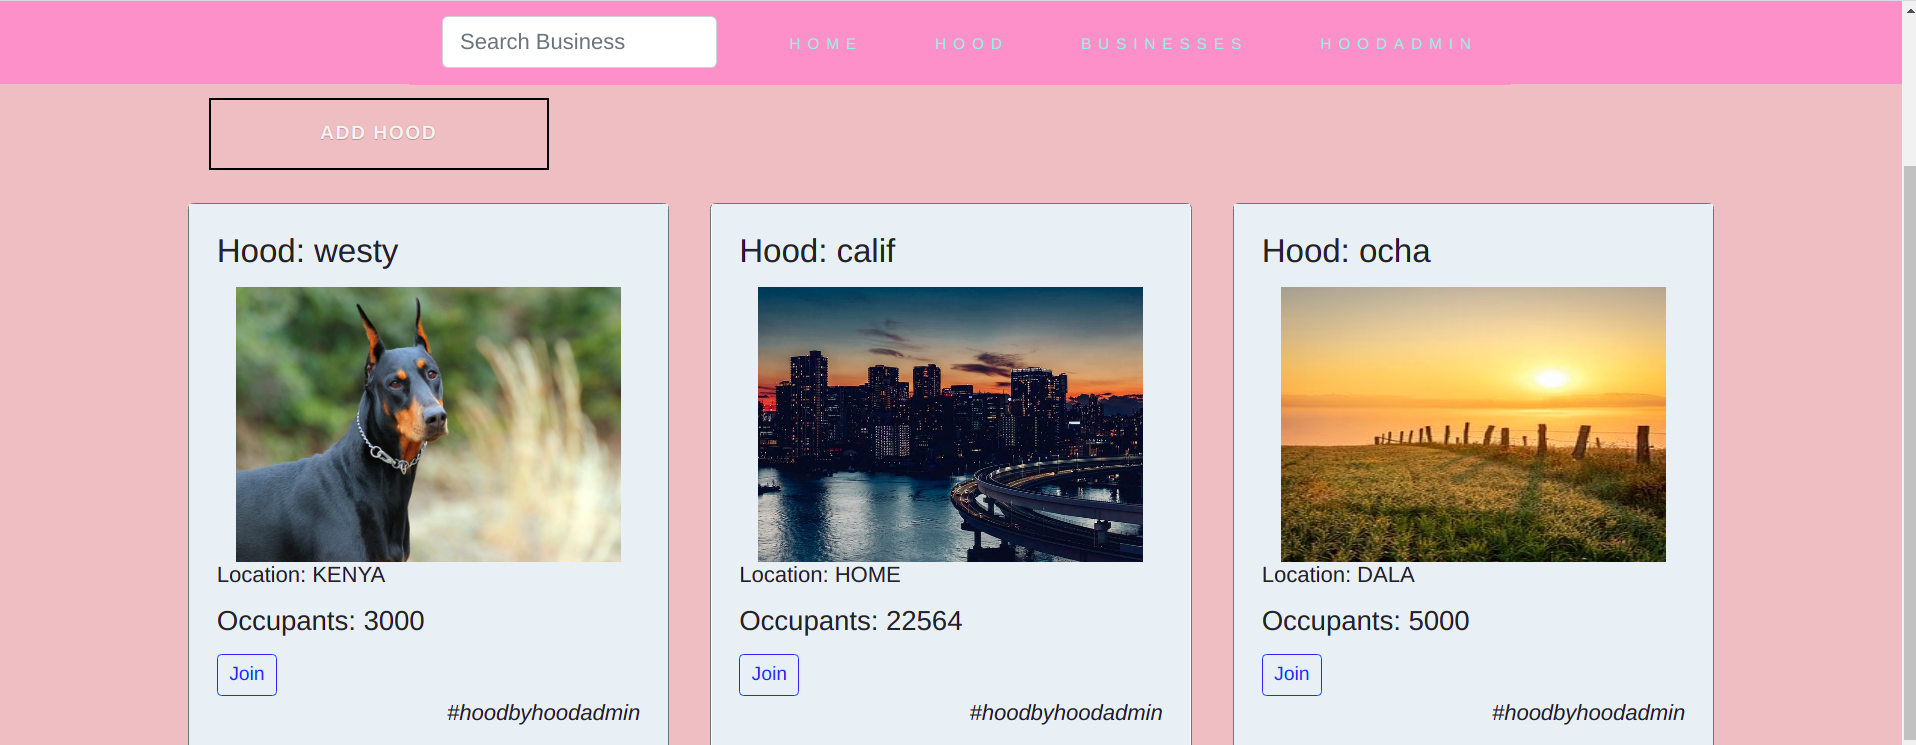 Search Business
HOME HOOD BUSINESSES HOODADMIN
ADD HOOD
Hood: westy
Location: KENYA
Occupants: 3000
Join
#hoodbyhoodadmin
Hood: calif
Location: HOME
Occupants: 22564
Join
#hoodbyhoodadmin
Hood: ocha
Location: DALA
Occupants: 5000
Join
#hoodbyhoodadmin